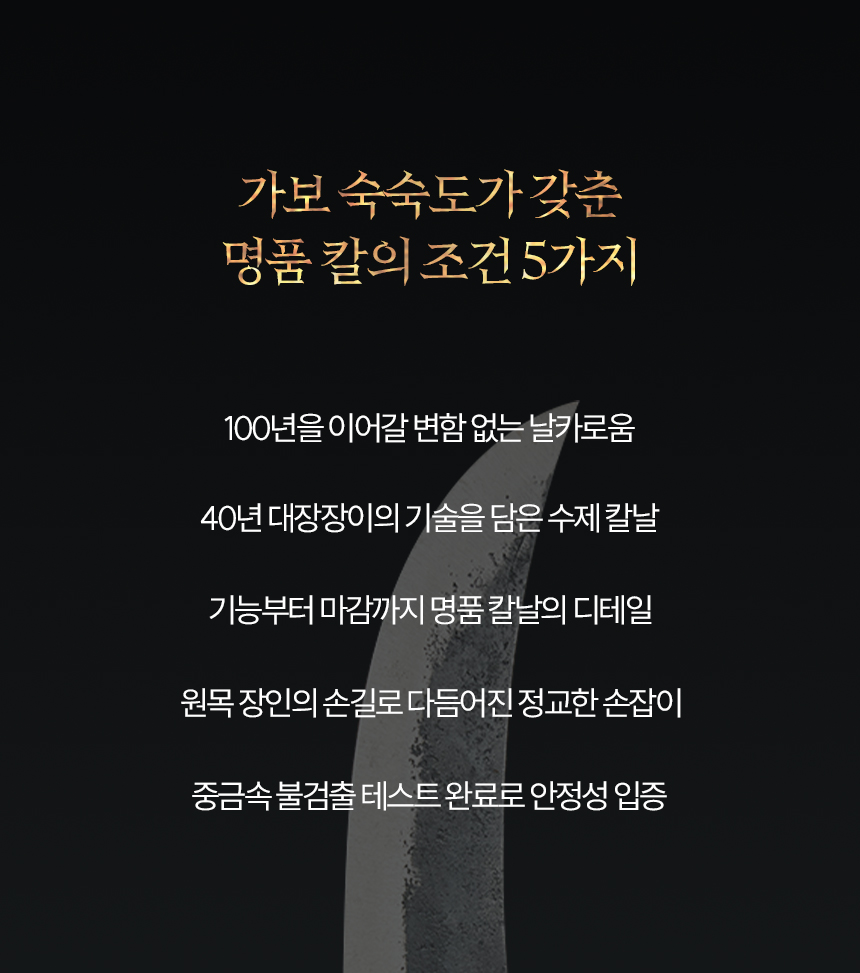 가보 숙숙도가 갖춘
명품 칼의 조건 5가지
100년을 이어갈 변함 없는 날카로움
40년 대장장이의 기술을 담은 수제 칼날
기능부터 마감까지 명품 칼날의 디테일
원목 장인의 손길로 다듬어진 정교한 손잡이
중금속 불검출 테스트 완료로 안정성 입증